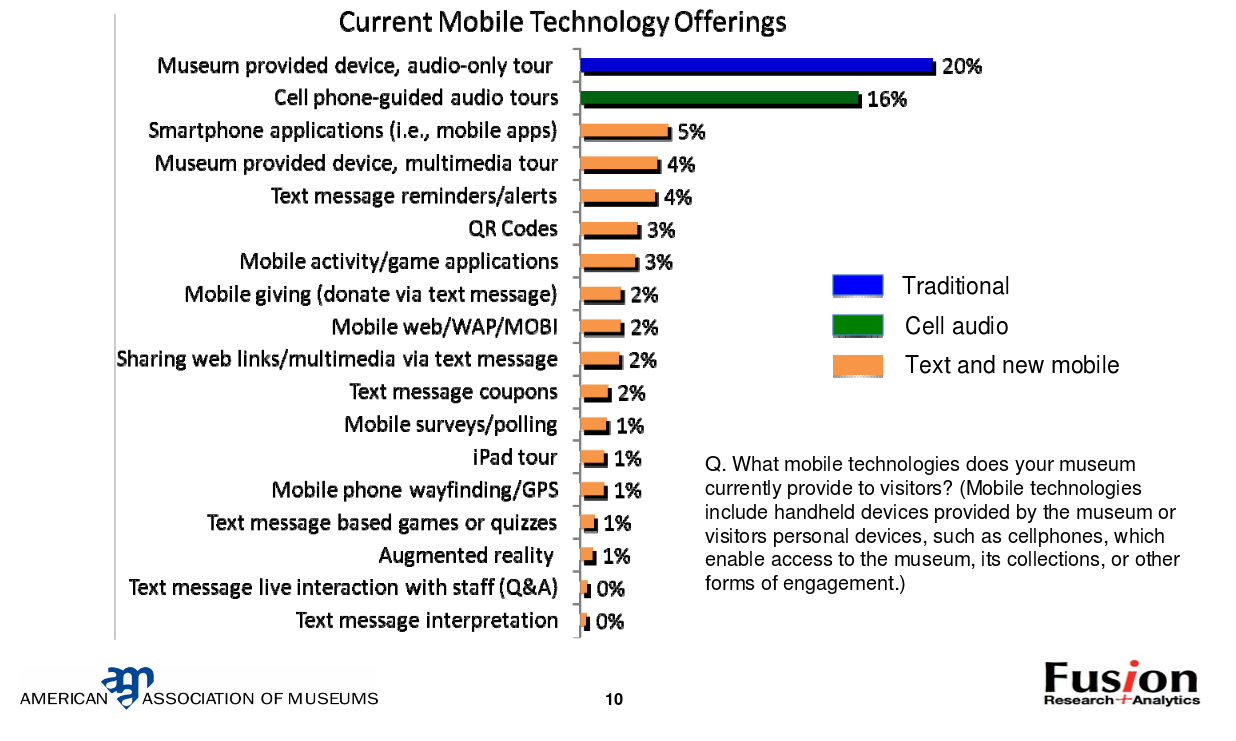 Current Mobile Technology Offerings
Museum provided device, audio-only tour 20%
Cell phone-guided audio tours 16%
Smartphone applications (i.e., mobile apps) 5%
Museum provided device, multimedia tour 4%
Text message reminders/alerts 4%
QR Codes 3%
Mobile activity/game applications 3%
Mobile giving (donate via text message) 2%
Mobile web/WAP/MOBI 2%
Sharing web links/multimedia via text message 2%
Text message coupons 2%
Mobile surveys/polling 1%
iPad tour 1%
Mobile phone wayfinding/GPS 1%
Text message based games or quizzes 1%
Augmented reality 1%
Text message live interaction with staff (Q&A) 0%
Text message interpretation 0%
Traditional
Cell audio
Text and new mobile
Q. What mobile technologies does your museum
currently provide to visitors? (Mobile technologies
include handheld devices provided by the museum or
visitors personal devices, such as cellphones, which
enable access to the museum, its collections, or other
forms of engagement.)
AMERICAN aam ASSOCIATION OF MUSEUMS
10
Fusion
Research+Analytics